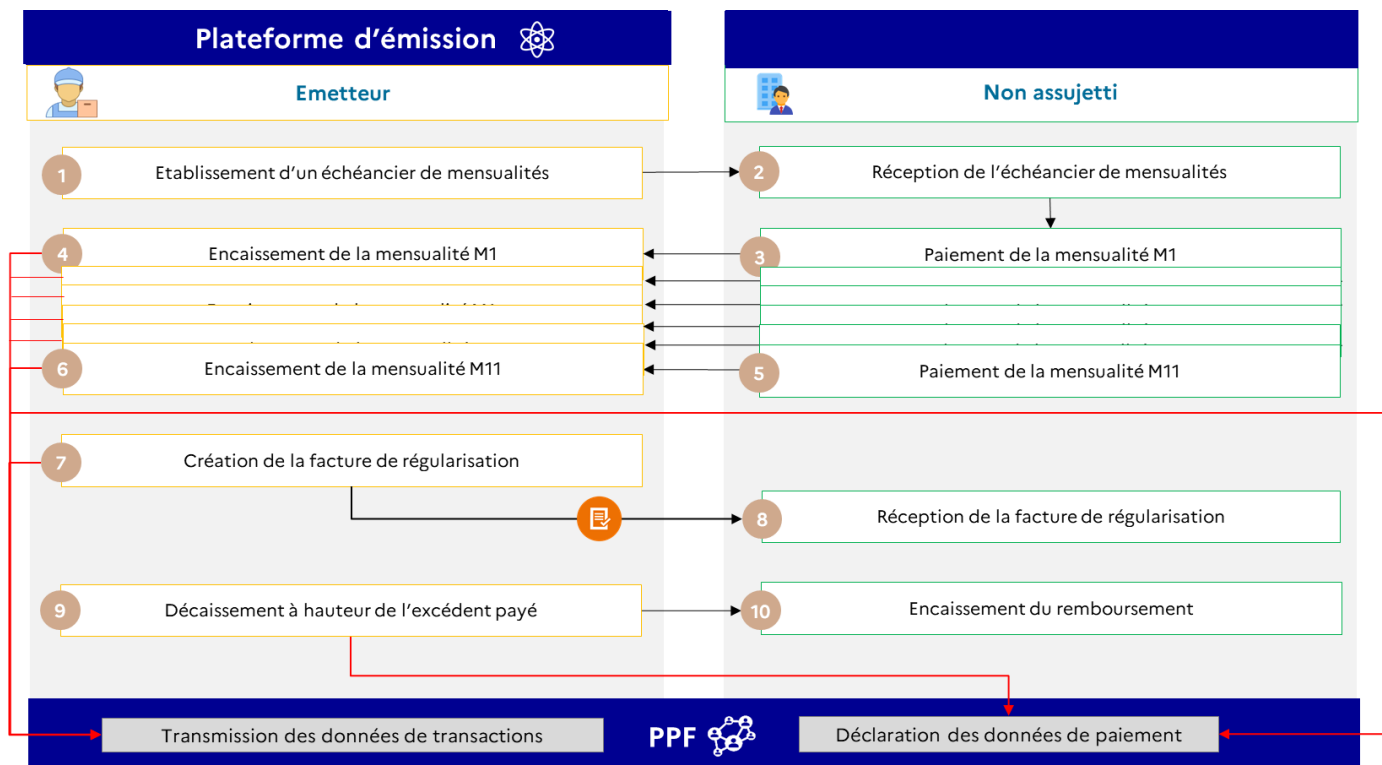 Plateforme d'émission
Emetteur
Non assujetti
1
Etablissement d'un échéancier de mensualités
2
Réception de l'échéancier de mensualités
4
Encaissement de la mensualité M1
3
Paiement de la mensualité M1
6
Encaissement de la mensualité M11
5
Paiement de la mensualité M11
7
Création de la facture de régularisation
8
Réception de la facture de régularisation
9
Décaissement à hauteur de l'excédent payé
10
Encaissement du remboursement
Transmission des données de transactions
PPF
Déclaration des données de paiement